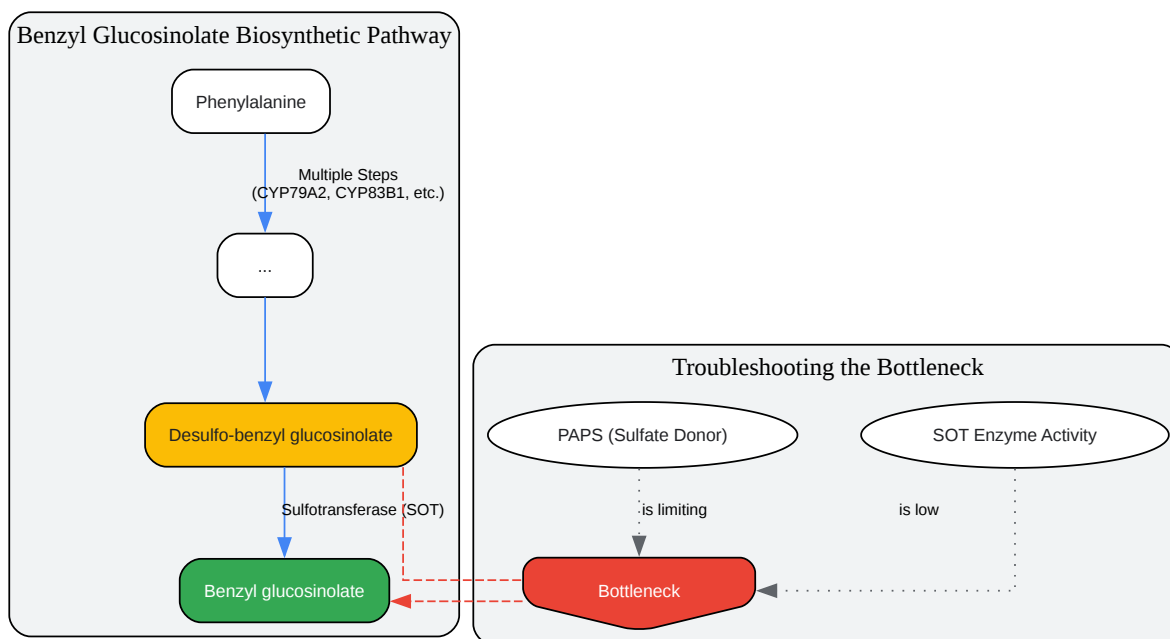 Benzyl Glucosinolate Biosynthetic Pathway
Phenylalanine
Multiple Steps
(CYP79A2, CYP83B1, etc.)
...
Desulfo-benzyl glucosinolate
Sulfotransferase (SOT)
Benzyl glucosinolate
Troubleshooting the Bottleneck
PAPS (Sulfate Donor)
SOT Enzyme Activity
is limiting
is low
Bottleneck